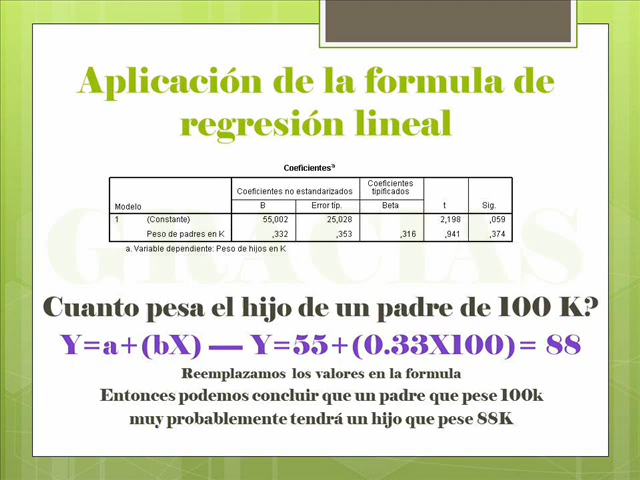 Aplicación de la formula de
regresión lineal
Coeficientesª
Modelo Coeficientes no estandarizados Coeficientes tipificados t Sig.
B Error típ. Beta
1 (Constante) 55,002 25,028 2,198 ,059
Peso de padres en K ,332 ,353 ,316 ,941 ,374
a. Variable dependiente: Peso de hijos en K
GRACIAS
Cuanto pesa el hijo de un padre de 100 K?
Y=a+(bX) — Y=55+(0.33X100)= 88
Reemplazamos los valores en la formula
Entonces podemos concluir que un padre que pese 100k
muy probablemente tendrá un hijo que pese 88K